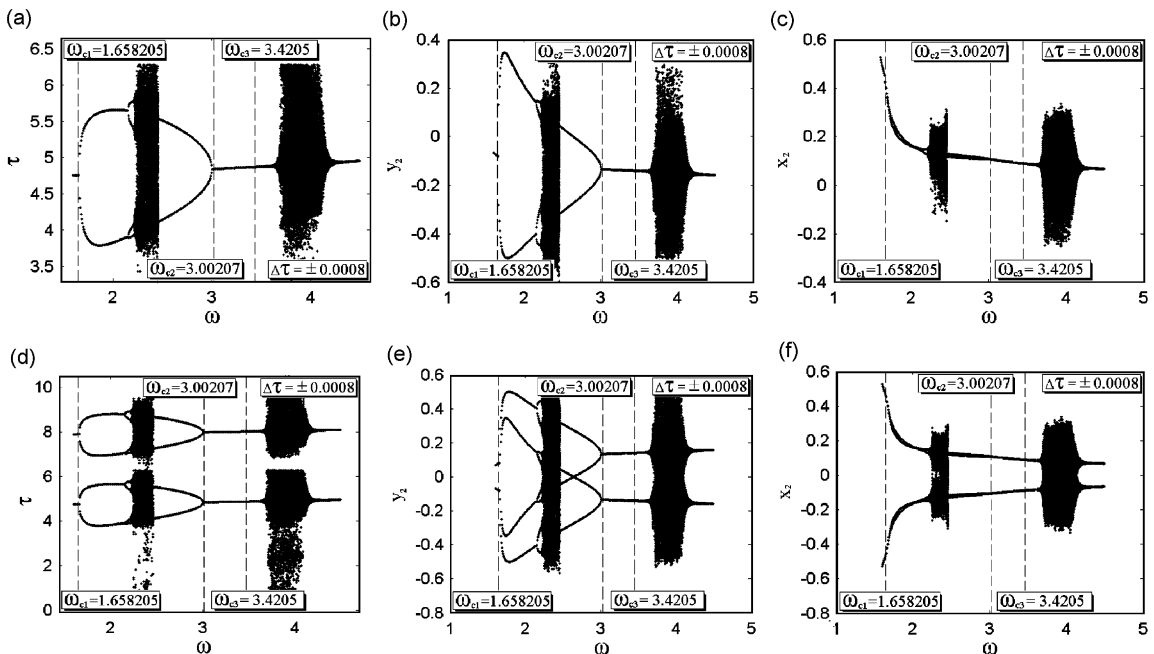 (a)
ω_c1=1.658205
ω_c3=3.4205
6.5
5.5
4.5
3.5
τ
ω_c2=3.00207
Δτ = ± 0.0008
2
3
4
ω
(b)
ω_c2=3.00207
Δτ = ± 0.0008
0.4
0.2
0
-0.2
-0.4
-0.6
y₂
ω_c1=1.658205
ω_c3=3.4205
1
2
3
4
5
ω
(c)
ω_c2=3.00207
Δτ = ± 0.0008
0.6
0.4
0.2
0
-0.2
0.4
x₂
ω_c1=1.658205
ω_c3=3.4205
1
2
3
4
5
ω
(d)
ω_c2=3.00207
Δτ = ± 0.0008
10
8
6
4
2
0
τ
ω_c1=1.658205
ω_c3=3.4205
2
3
4
ω
(e)
ω_c2=3.00207
Δτ = ± 0.0008
0.6
0.4
0.2
0
-0.2
-0.4
-0.6
-0.8
y₂
ω_c1=1.658205
ω_c3=3.4205
1
2
3
4
5
ω
(f)
ω_c2=3.00207
Δτ = ± 0.0008
0.6
0.4
0.2
0
-0.2
-0.4
-0.6
-0.8
x₂
ω_c1=1.658205
ω_c3=3.4205
1
2
3
4
5
ω